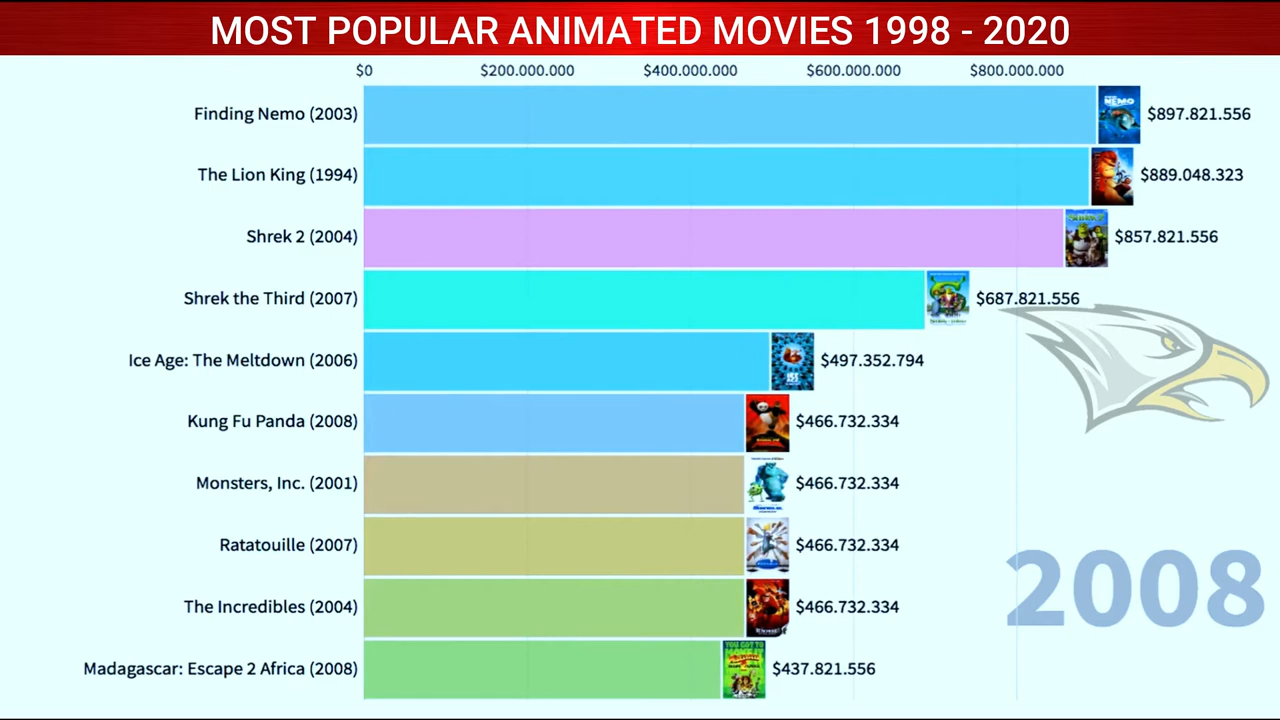 MOST POPULAR ANIMATED MOVIES 1998 - 2020
$0 $200.000.000 $400.000.000 $600.000.000 $800.000.000
Finding Nemo (2003) NEMO $897.821.556
The Lion King (1994) $889.048.323
Shrek 2 (2004) $857.821.556
Shrek the Third (2007) $687.821.556
Ice Age: The Meltdown (2006) $497.352.794
Kung Fu Panda (2008) $466.732.334
Monsters, Inc. (2001) $466.732.334
Ratatouille (2007) $466.732.334
The Incredibles (2004) $466.732.334
Madagascar: Escape 2 Africa (2008) YOU GOT TO $437.821.556
2008